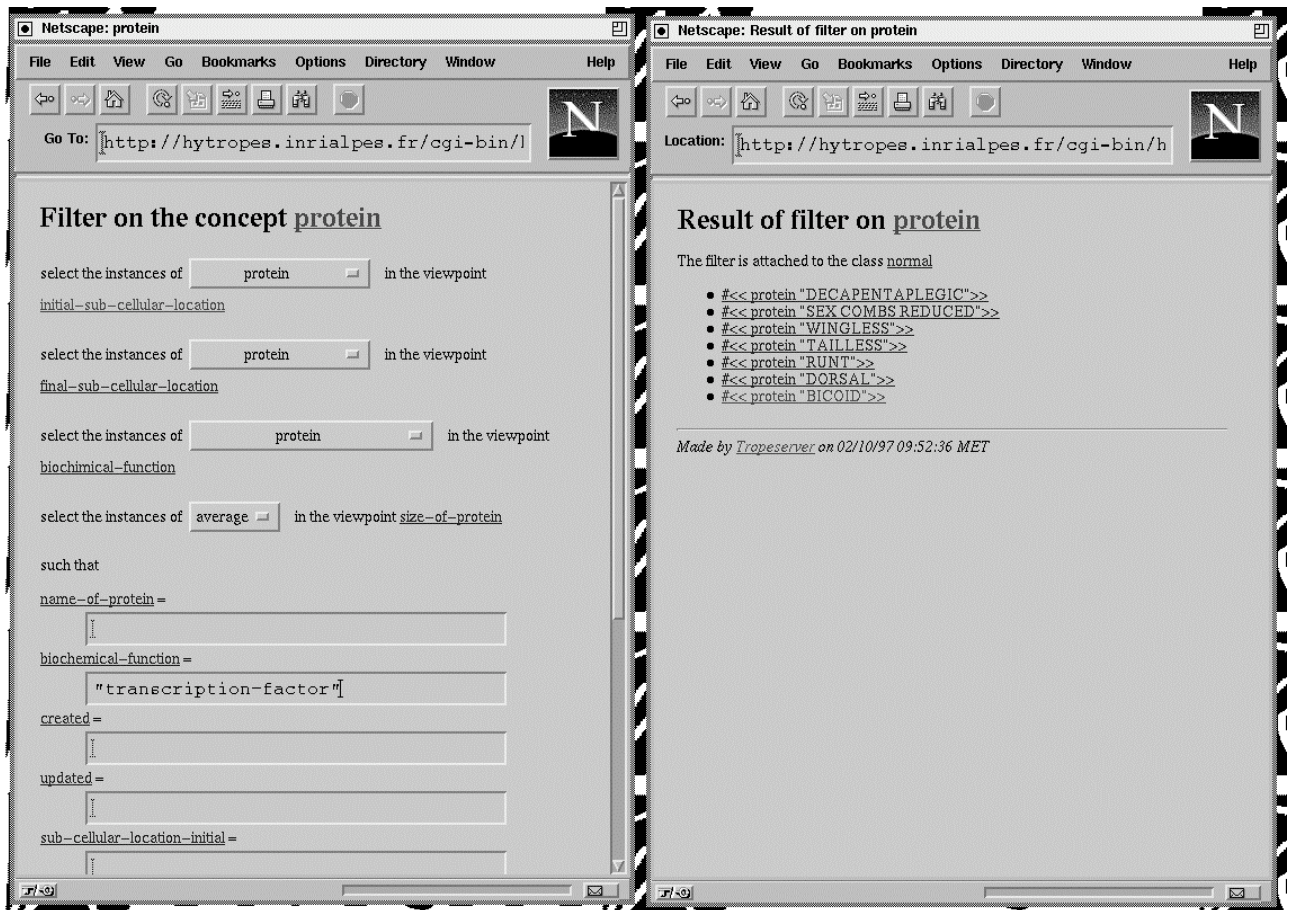 Netscape: protein
File Edit View Go Bookmarks Options Directory Window Help
N
Go To: http://hytropes.inrialpes.fr/cgi-bin/l
Filter on the concept protein
select the instances of protein in the viewpoint
initial-sub-cellular-location
select the instances of protein in the viewpoint
final-sub-cellular-location
select the instances of protein in the viewpoint
biochimical-function
select the instances of average in the viewpoint size-of-protein
such that
name-of-protein =
biochemical-function =
"transcription-factor"
created =
updated =
sub-cellular-location-initial =
Netscape: Result of filter on protein
File Edit View Go Bookmarks Options Directory Window Help
N
Location: http://hytropes.inrialpes.fr/cgi-bin/h
Result of filter on protein
The filter is attached to the class normal
#<< protein "DECAPENTAPLEGIC">>
#<< protein "SEX COMBS REDUCED">>
#<< protein "WINGLESS">>
#<< protein "TAILLESS">>
#<< protein "RUNT">>
#<< protein "DORSAL">>
#<< protein "BICOID">>
Made by Tropeserver on 02/10/97 09:52:36 MET